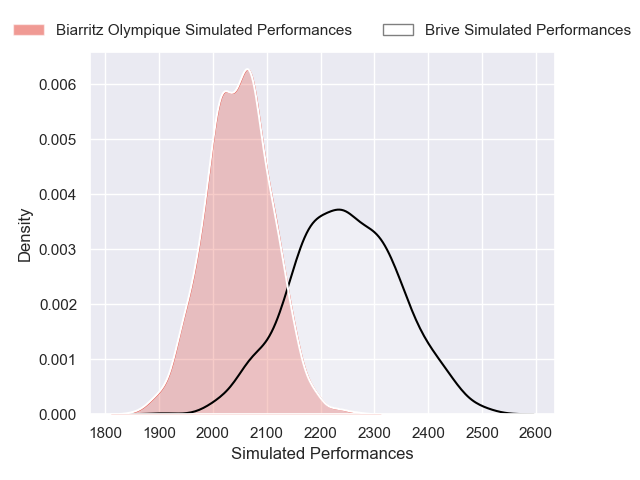 Biarritz Olympique Simulated Performances
Brive Simulated Performances
0.006
0.005
0.004
0.003
0.002
0.001
0.000
Density
1800 1900 2000 2100 2200 2300 2400 2500 2600
Simulated Performances